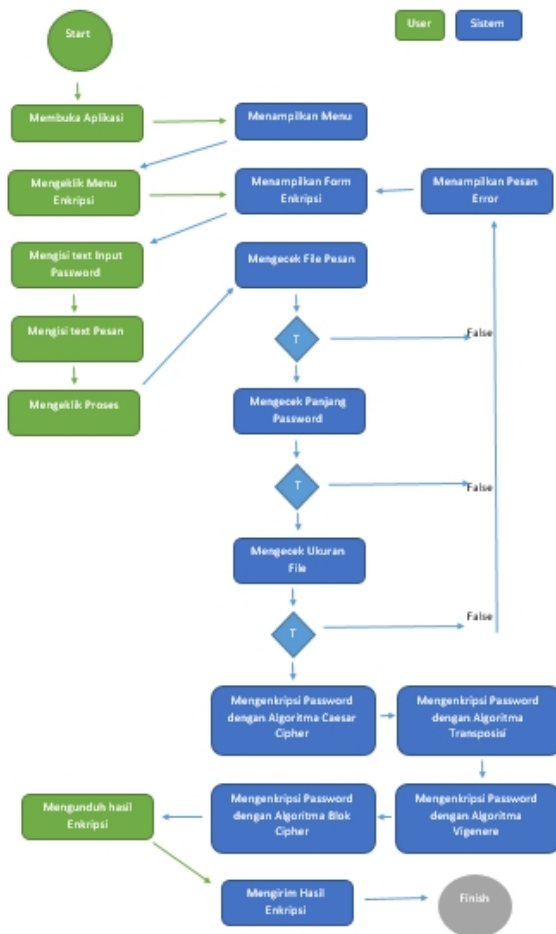 Start
User
Sistem
Membuka Aplikasi
Menampilkan Menu
Mengeklik Menu
Enkripsi
Menampilkan Form
Enkripsi
Menampilkan Pesan
Error
Mengisi text Input
Password
Mengecek File Pesan
Mengisi text Pesan
T
False
Mengeklik Proses
Mengecek Panjang
Password
T
False
Mengecek Ukuran
File
T
False
Mengenkripsi Password
dengan Algoritma Caesar
Cipher
Mengenkripsi Password
dengan Algoritma
Transposisi
Mengunduh hasil
Enkripsi
Mengenkripsi Password
dengan Algoritma Blok
Cipher
Mengenkripsi Password
dengan Algoritma
Vigenere
Mengirim Hasil
Enkripsi
Finish